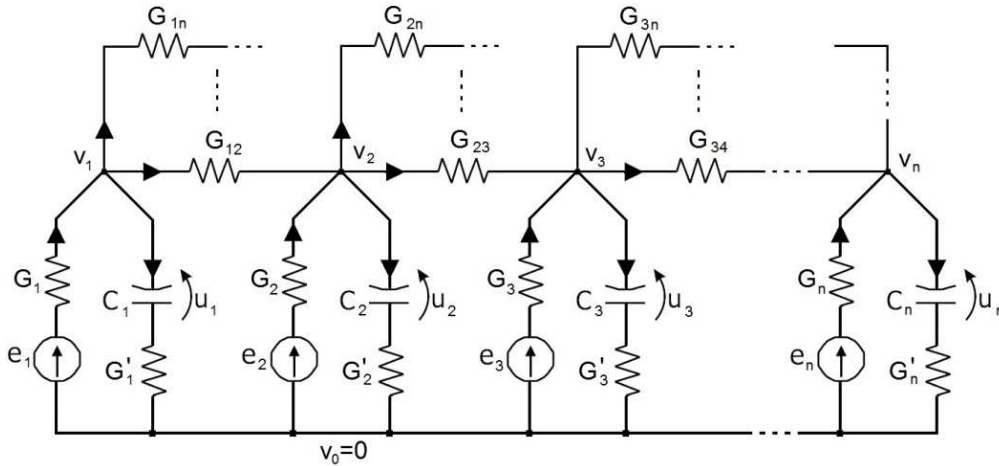 G1n G2n G3n
G12 G23 G34
v1 v2 v3 vn
G1 C1 u1 G2 C2 u2 G3 C3 u3 Gn Cn un
e1 G'1 e2 G'2 e3 G'3 en G'n
v0=0